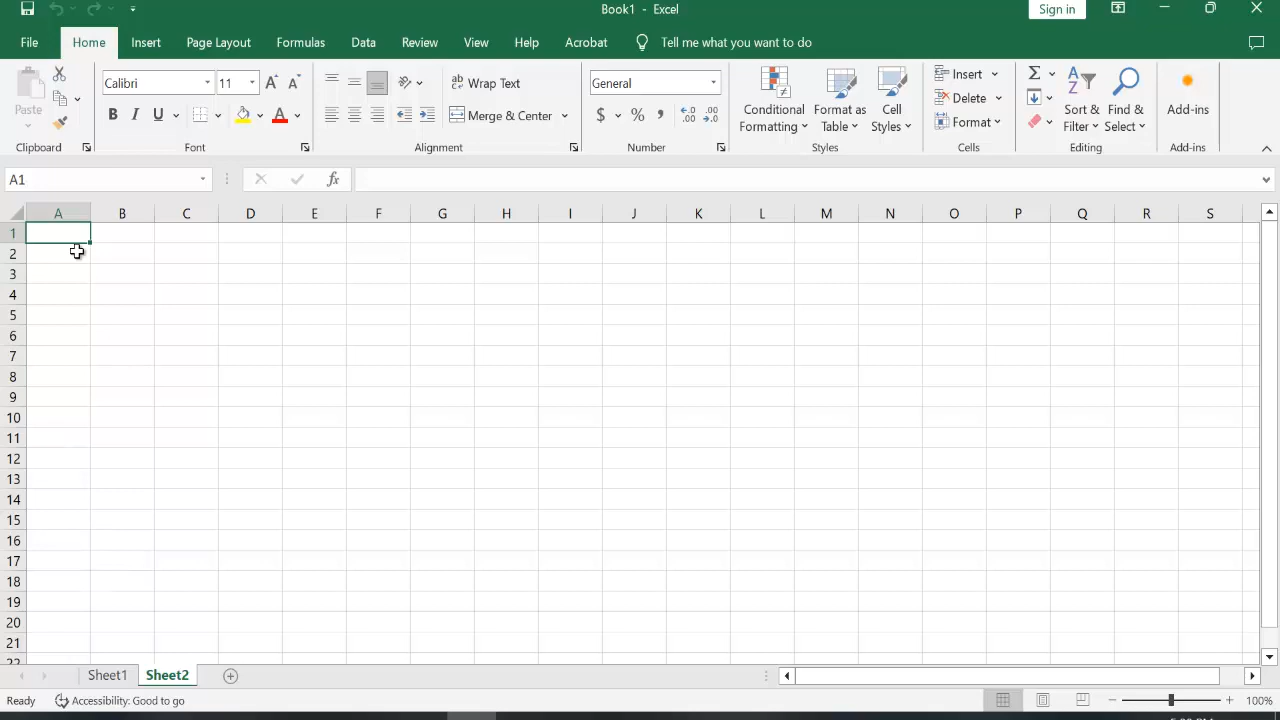 Book1 - Excel
Sign in
File Home Insert Page Layout Formulas Data Review View Help Acrobat Tell me what you want to do
Paste
Calibri 11
B I U A
Wrap Text
Merge & Center
General
$ % ,
Conditional Formatting
Format as Table
Cell Styles
Insert
Delete
Format
Sort & Filter
Find & Select
Add-ins
Clipboard Font Alignment Number Styles Cells Editing Add-ins
A1 fx
A B C D E F G H I J K L M N O P Q R S
1
2
3
4
5
6
7
8
9
10
11
12
13
14
15
16
17
18
19
20
21
22
Sheet1 Sheet2
Ready Accessibility: Good to go 100%